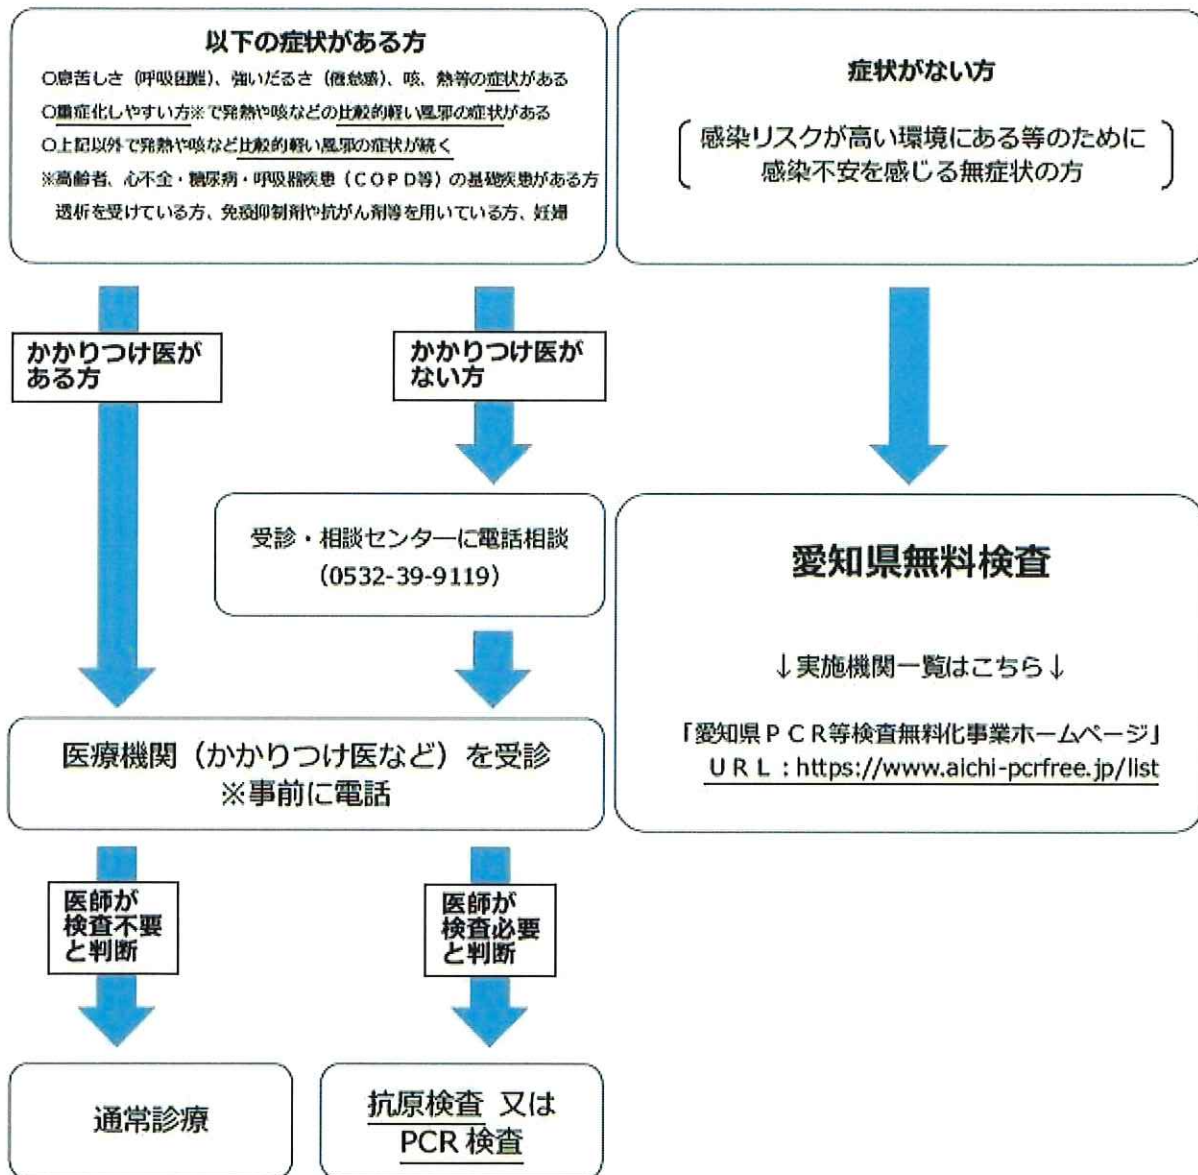 以下の症状がある方
○息苦しさ（呼吸困難）、強いだるさ（倦怠感）、咳、熱等の症状がある
○重症化しやすい方※で発熱や咳などの比較的軽い風邪の症状がある
○上記以外で発熱や咳など比較的軽い風邪の症状が続く
※高齢者、心不全・糖尿病・呼吸器疾患（ＣＯＰＤ等）の基礎疾患がある方
透析を受けている方、免疫抑制剤や抗がん剤等を用いている方、妊婦
症状がない方
感染リスクが高い環境にある等のために
感染不安を感じる無症状の方
かかりつけ医が
ある方
かかりつけ医が
ない方
受診・相談センターに電話相談
（0532-39-9119）
愛知県無料検査
↓実施機関一覧はこちら↓
「愛知県ＰＣＲ等検査無料化事業ホームページ」
ＵＲＬ：https://www.aichi-pcrfree.jp/list
医療機関（かかりつけ医など）を受診
※事前に電話
医師が
検査不要
と判断
医師が
検査必要
と判断
通常診療
抗原検査 又は
PCR 検査